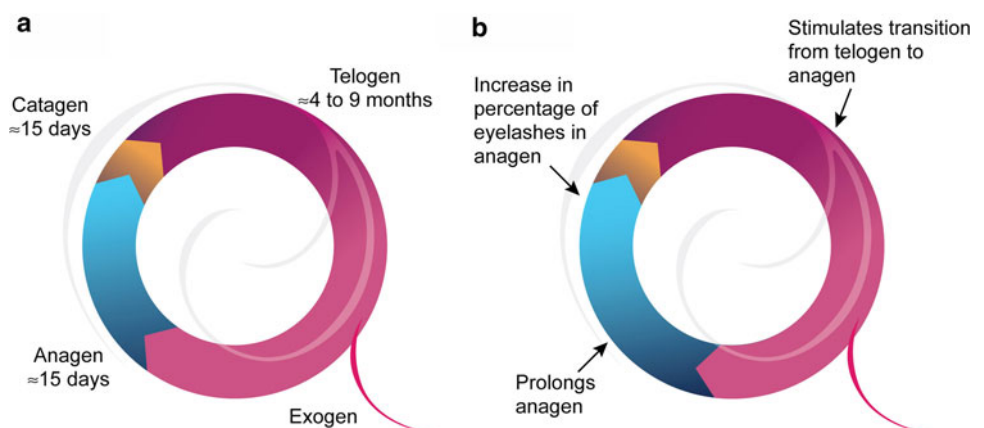 a
Telogen
≈4 to 9 months
Catagen
≈15 days
Anagen
≈15 days
Exogen
b
Stimulates transition
from telogen to
anagen
Increase in
percentage of
eyelashes in
anagen
Prolongs
anagen